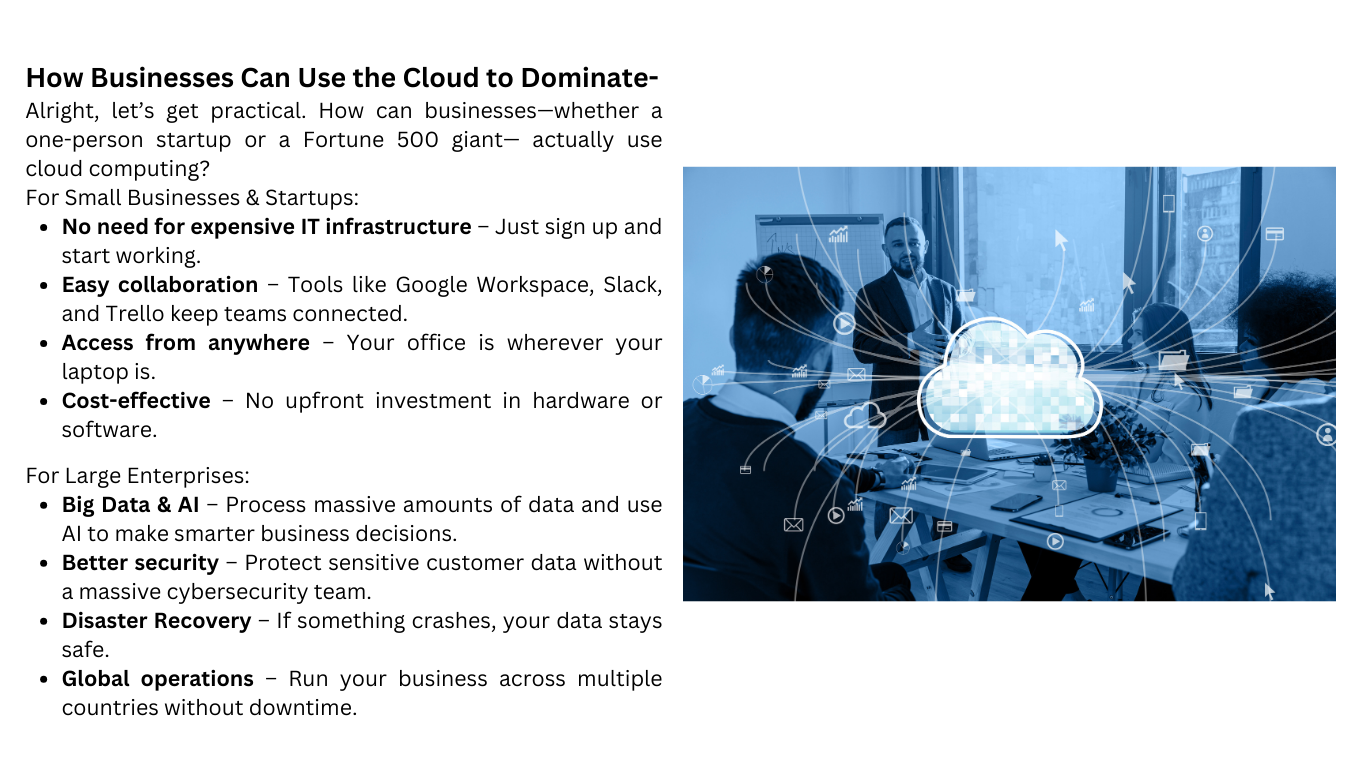 How Businesses Can Use the Cloud to Dominate-
Alright, let’s get practical. How can businesses—whether a
one-person startup or a Fortune 500 giant— actually use
cloud computing?
For Small Businesses & Startups:
• No need for expensive IT infrastructure – Just sign up and
start working.
• Easy collaboration – Tools like Google Workspace, Slack,
and Trello keep teams connected.
• Access from anywhere – Your office is wherever your
laptop is.
• Cost-effective – No upfront investment in hardware or
software.
For Large Enterprises:
• Big Data & AI – Process massive amounts of data and use
AI to make smarter business decisions.
• Better security – Protect sensitive customer data without
a massive cybersecurity team.
• Disaster Recovery – If something crashes, your data stays
safe.
• Global operations – Run your business across multiple
countries without downtime.